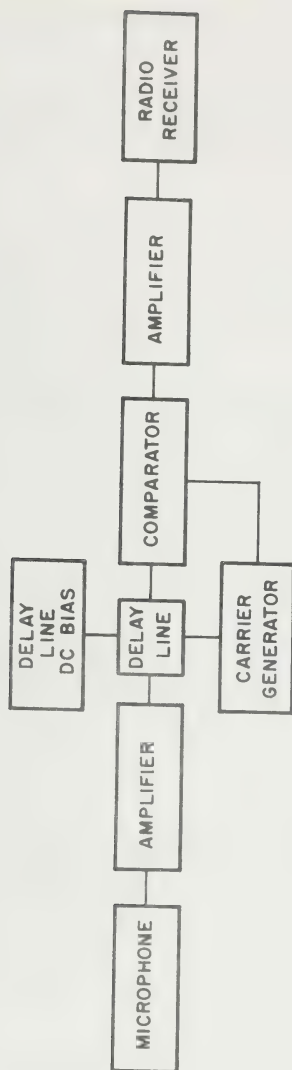 MICROPHONE
AMPLIFIER
DELAY
LINE
DC BIAS
DELAY
LINE
CARRIER
GENERATOR
COMPARATOR
AMPLIFIER
RADIO
RECEIVER